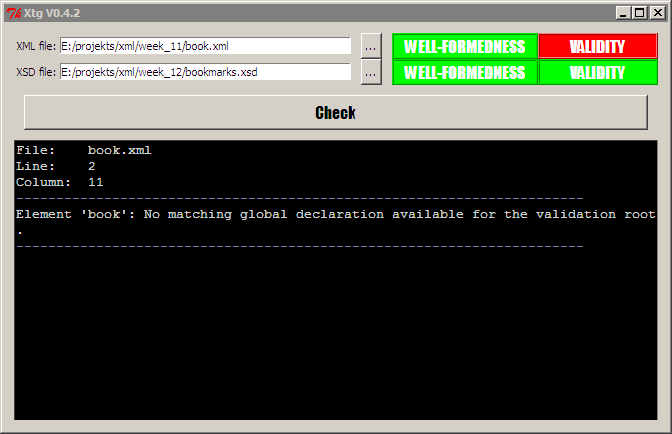 Xtg V0.4.2
XML file: E:/projekts/xml/week_11/book.xml ... WELL-FORMEDNESS VALIDITY
XSD file: E:/projekts/xml/week_12/bookmarks.xsd ... WELL-FORMEDNESS VALIDITY
Check
File: book.xml
Line: 2
Column: 11
-----------------------------------------------------------------------
Element 'book': No matching global declaration available for the validation root
.
-----------------------------------------------------------------------